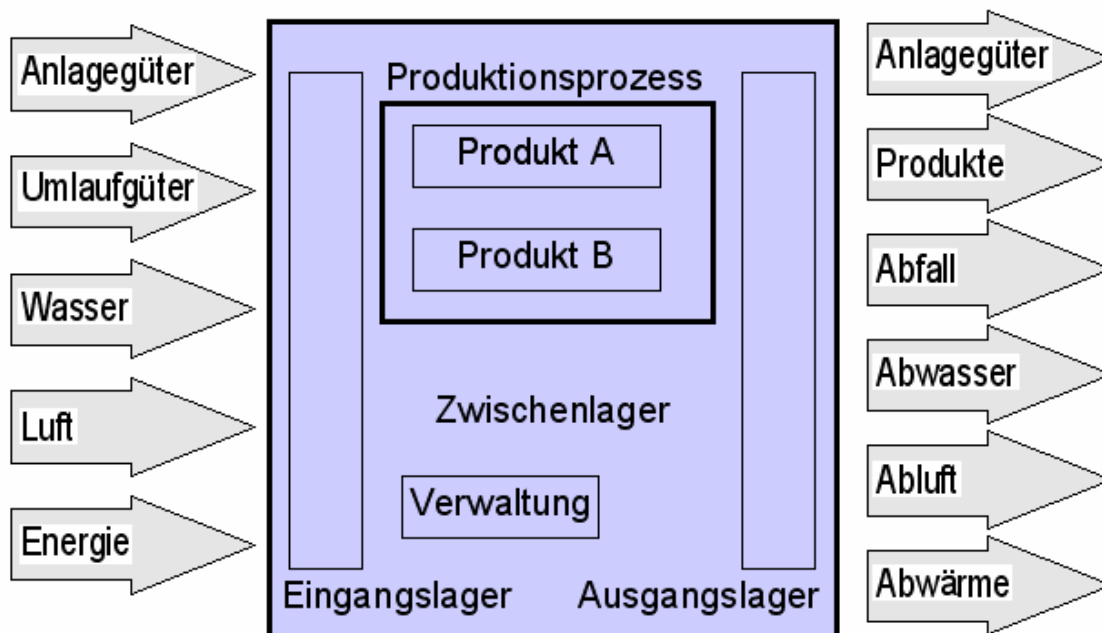 Anlagegüter
Umlaufgüter
Wasser
Luft
Energie
Produktionsprozess
Produkt A
Produkt B
Zwischenlager
Verwaltung
Eingangslager
Ausgangslager
Anlagegüter
Produkte
Abfall
Abwasser
Abluft
Abwärme